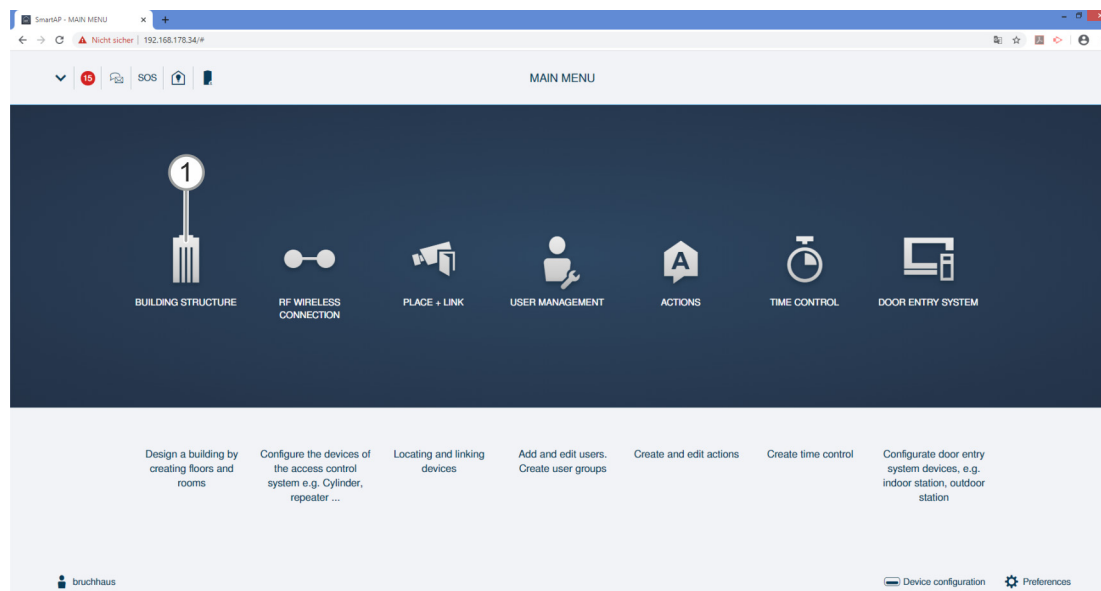 SmartAP - MAIN MENU
Nicht sicher | 192.168.178.34/#
15
SOS
MAIN MENU
1
BUILDING STRUCTURE
RF WIRELESS
CONNECTION
PLACE + LINK
USER MANAGEMENT
A
ACTIONS
TIME CONTROL
DOOR ENTRY SYSTEM
Design a building by
creating floors and
rooms
Configure the devices of
the access control
system e.g. Cylinder,
repeater ...
Locating and linking
devices
Add and edit users.
Create user groups
Create and edit actions
Create time control
Configurate door entry
system devices, e.g.
indoor station, outdoor
station
bruchhaus
Device configuration
Preferences